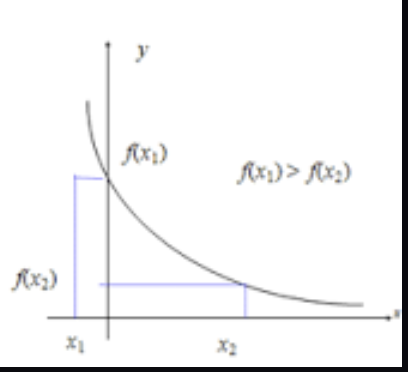 y
f(x₁)
f(x₁) > f(x₂)
f(x₂)
x
x₁
x₂